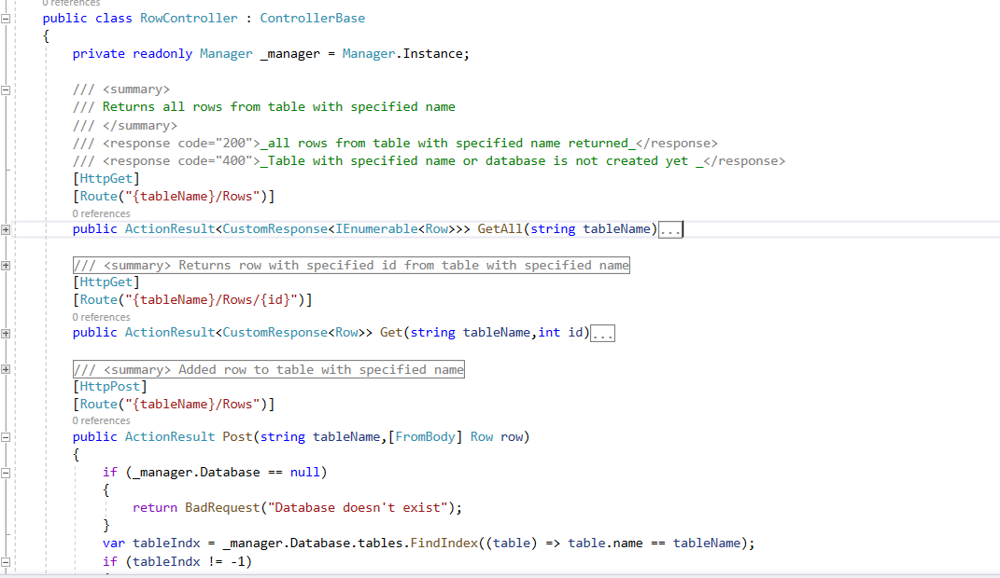 0 references
public class RowController : ControllerBase
{
private readonly Manager _manager = Manager.Instance;
/// <summary>
/// Returns all rows from table with specified name
/// </summary>
/// <response code="200">_all rows from table with specified name returned_</response>
/// <response code="400">_Table with specified name or database is not created yet _</response>
[HttpGet]
[Route("{tableName}/Rows")]
0 references
public ActionResult<CustomResponse<IEnumerable<Row>>> GetAll(string tableName)...
/// <summary> Returns row with specified id from table with specified name
[HttpGet]
[Route("{tableName}/Rows/{id}")]
0 references
public ActionResult<CustomResponse<Row>> Get(string tableName,int id)...
/// <summary> Added row to table with specified name
[HttpPost]
[Route("{tableName}/Rows")]
0 references
public ActionResult Post(string tableName,[FromBody] Row row)
{
if (_manager.Database == null)
{
return BadRequest("Database doesn't exist");
}
var tableIndx = _manager.Database.tables.FindIndex((table) => table.name == tableName);
if (tableIndx != -1)